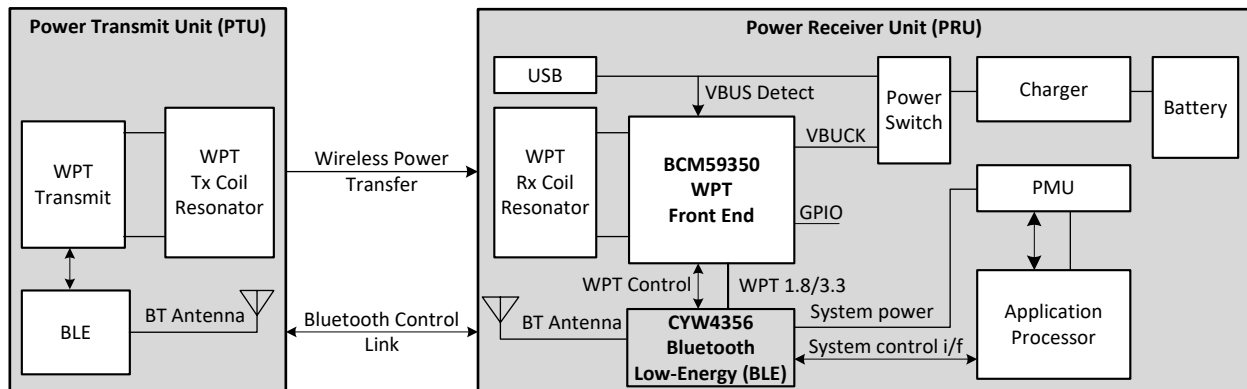 Power Transmit Unit (PTU)
WPT
Transmit
WPT
Tx Coil
Resonator
BLE
BT Antenna
Wireless Power
Transfer
Bluetooth Control
Link
Power Receiver Unit (PRU)
USB
VBUS Detect
Power
Switch
Charger
Battery
WPT
Rx Coil
Resonator
BCM59350
WPT
Front End
VBUCK
GPIO
PMU
WPT Control
WPT 1.8/3.3
BT Antenna
CYW4356
Bluetooth
Low-Energy (BLE)
System power
System control i/f
Application
Processor